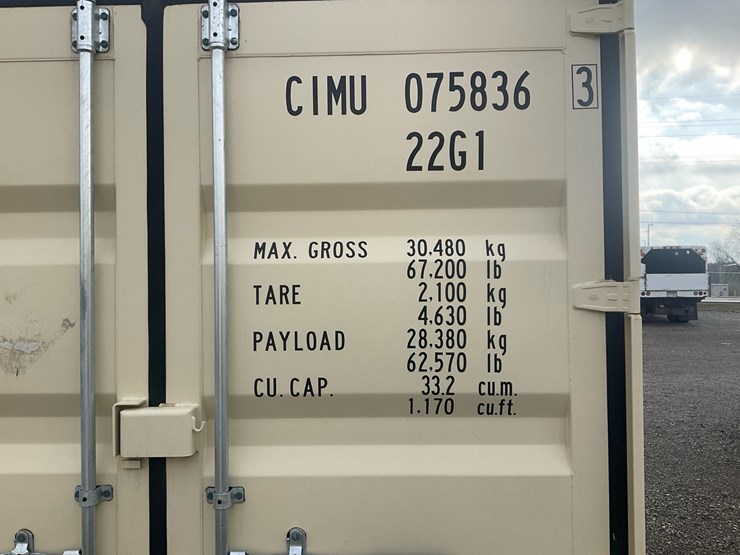 CIMU 075836 3
22G1
MAX. GROSS 30.480 kg
67.200 lb
TARE 2.100 kg
4.630 lb
PAYLOAD 28.380 kg
62.570 lb
CU. CAP. 33.2 cu.m.
1.170 cu.ft.